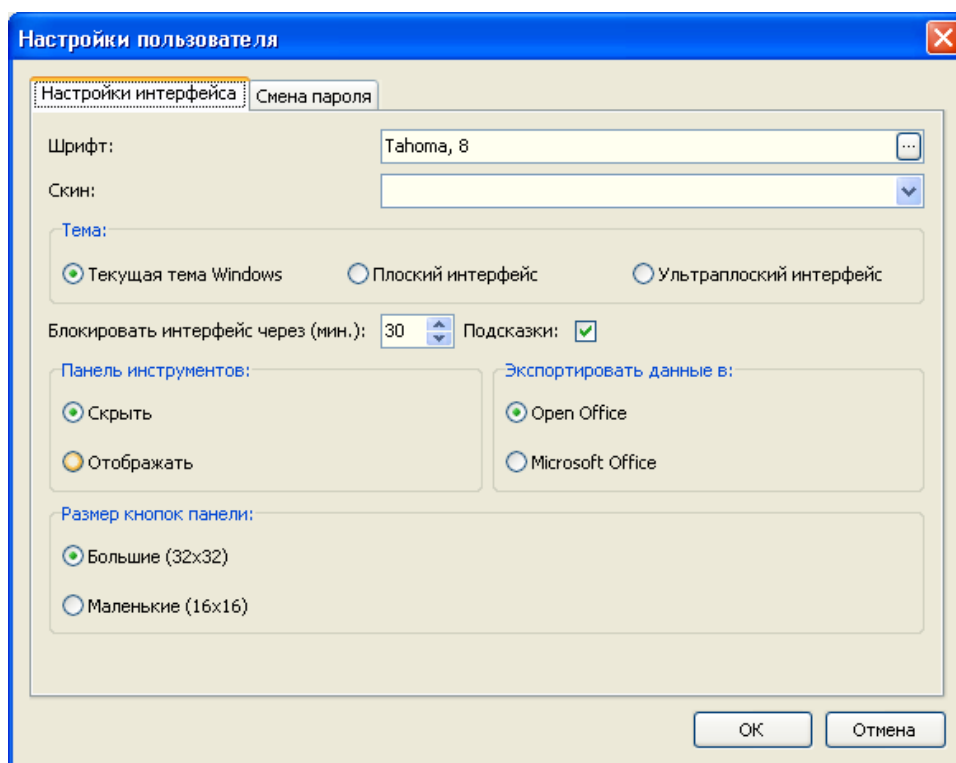 Настройки пользователя
Настройки интерфейса Смена пароля
Шрифт: Tahoma, 8 ...
Скин:
Тема:
Текущая тема Windows Плоский интерфейс Ультраплоский интерфейс
Блокировать интерфейс через (мин.): 30 Подсказки:
Панель инструментов: Экспортировать данные в:
Скрыть Open Office
Отображать Microsoft Office
Размер кнопок панели:
Большие (32x32)
Маленькие (16x16)
OK Отмена